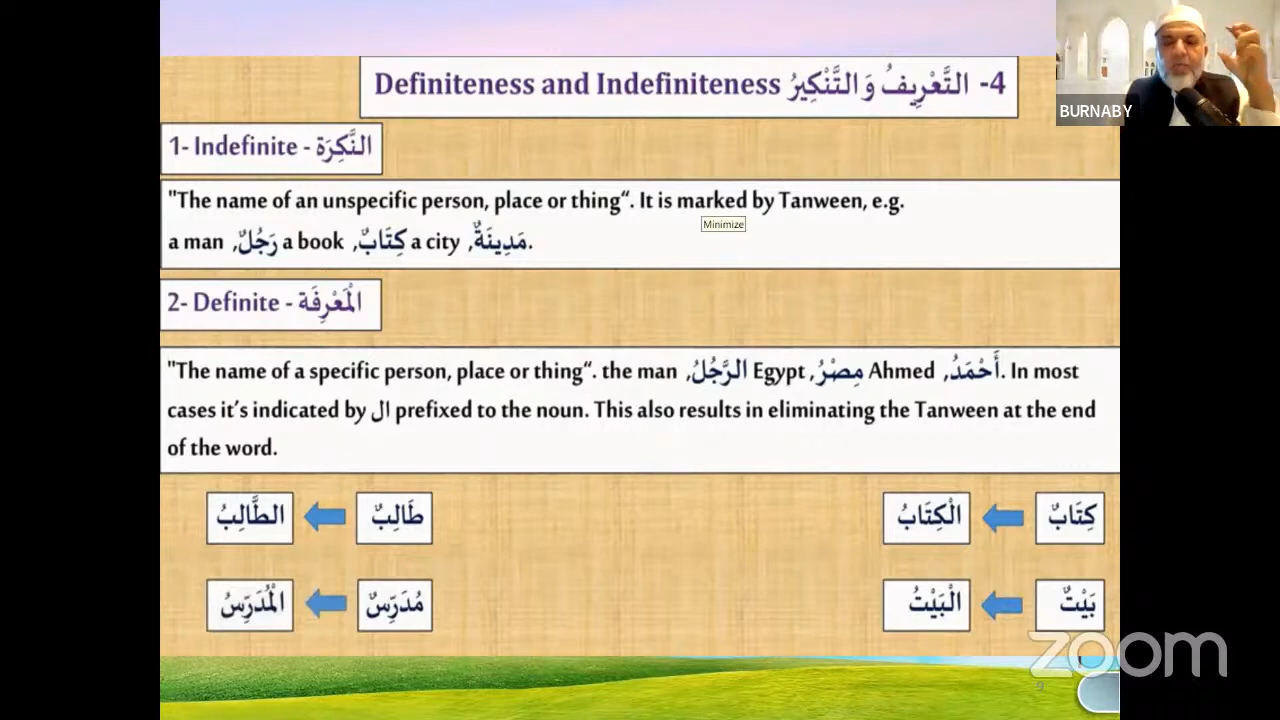 4- التَّعْرِيفُ وَ التَّنْكِيرُ Definiteness and Indefiniteness
BURNABY
1- Indefinite - النَّكِرَة
"The name of an unspecific person, place or thing“. It is marked by Tanween, e.g.
Minimize
a man رَجُلٌ, a book كِتَابٌ, a city مَدِينَةٌ.
2- Definite - الْمَعْرِفَة
"The name of a specific person, place or thing“. the man الرَّجُلُ, Egypt مِصْرُ, Ahmed أَحْمَدُ. In most
cases it’s indicated by ال prefixed to the noun. This also results in eliminating the Tanween at the end
of the word.
كِتَابٌ الْكِتَابُ طَالِبٌ الطَّالِبُ
بَيْتٌ الْبَيْتُ مُدَرِّسٌ الْمُدَرِّسُ
zoom
9